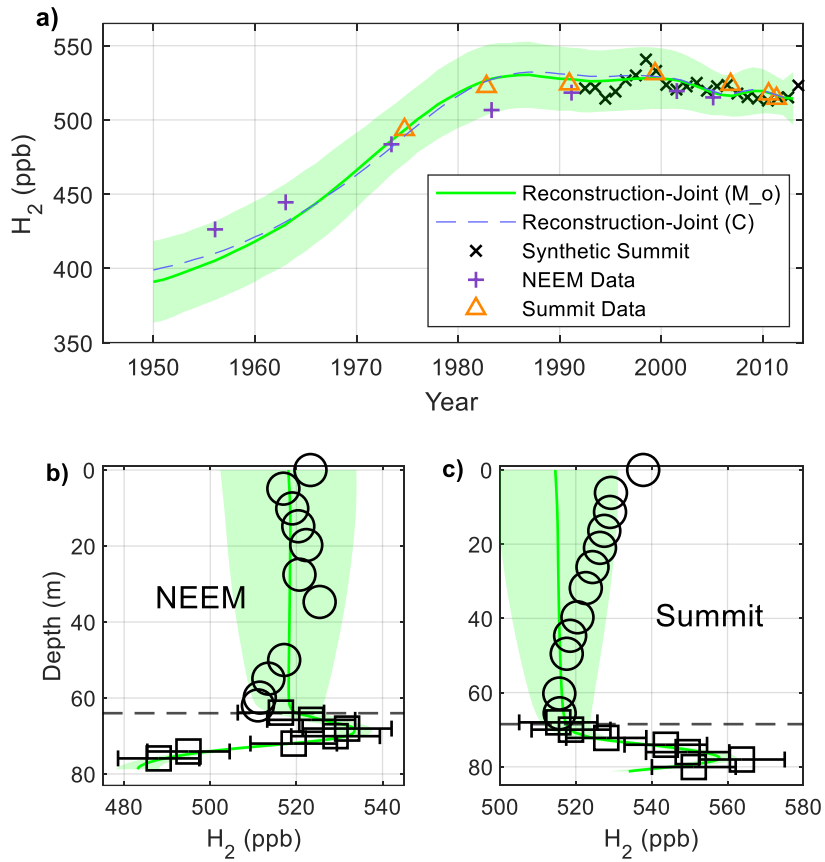 a)
550
500
450
400
350
H2 (ppb)
Reconstruction-Joint (M_o)
Reconstruction-Joint (C)
Synthetic Summit
NEEM Data
Summit Data
1950 1960 1970 1980 1990 2000 2010
Year
b)
0
20
40
60
80
Depth (m)
NEEM
480 500 520 540
H2 (ppb)
c)
0
20
40
60
80
Summit
500 520 540 560 580
H2 (ppb)